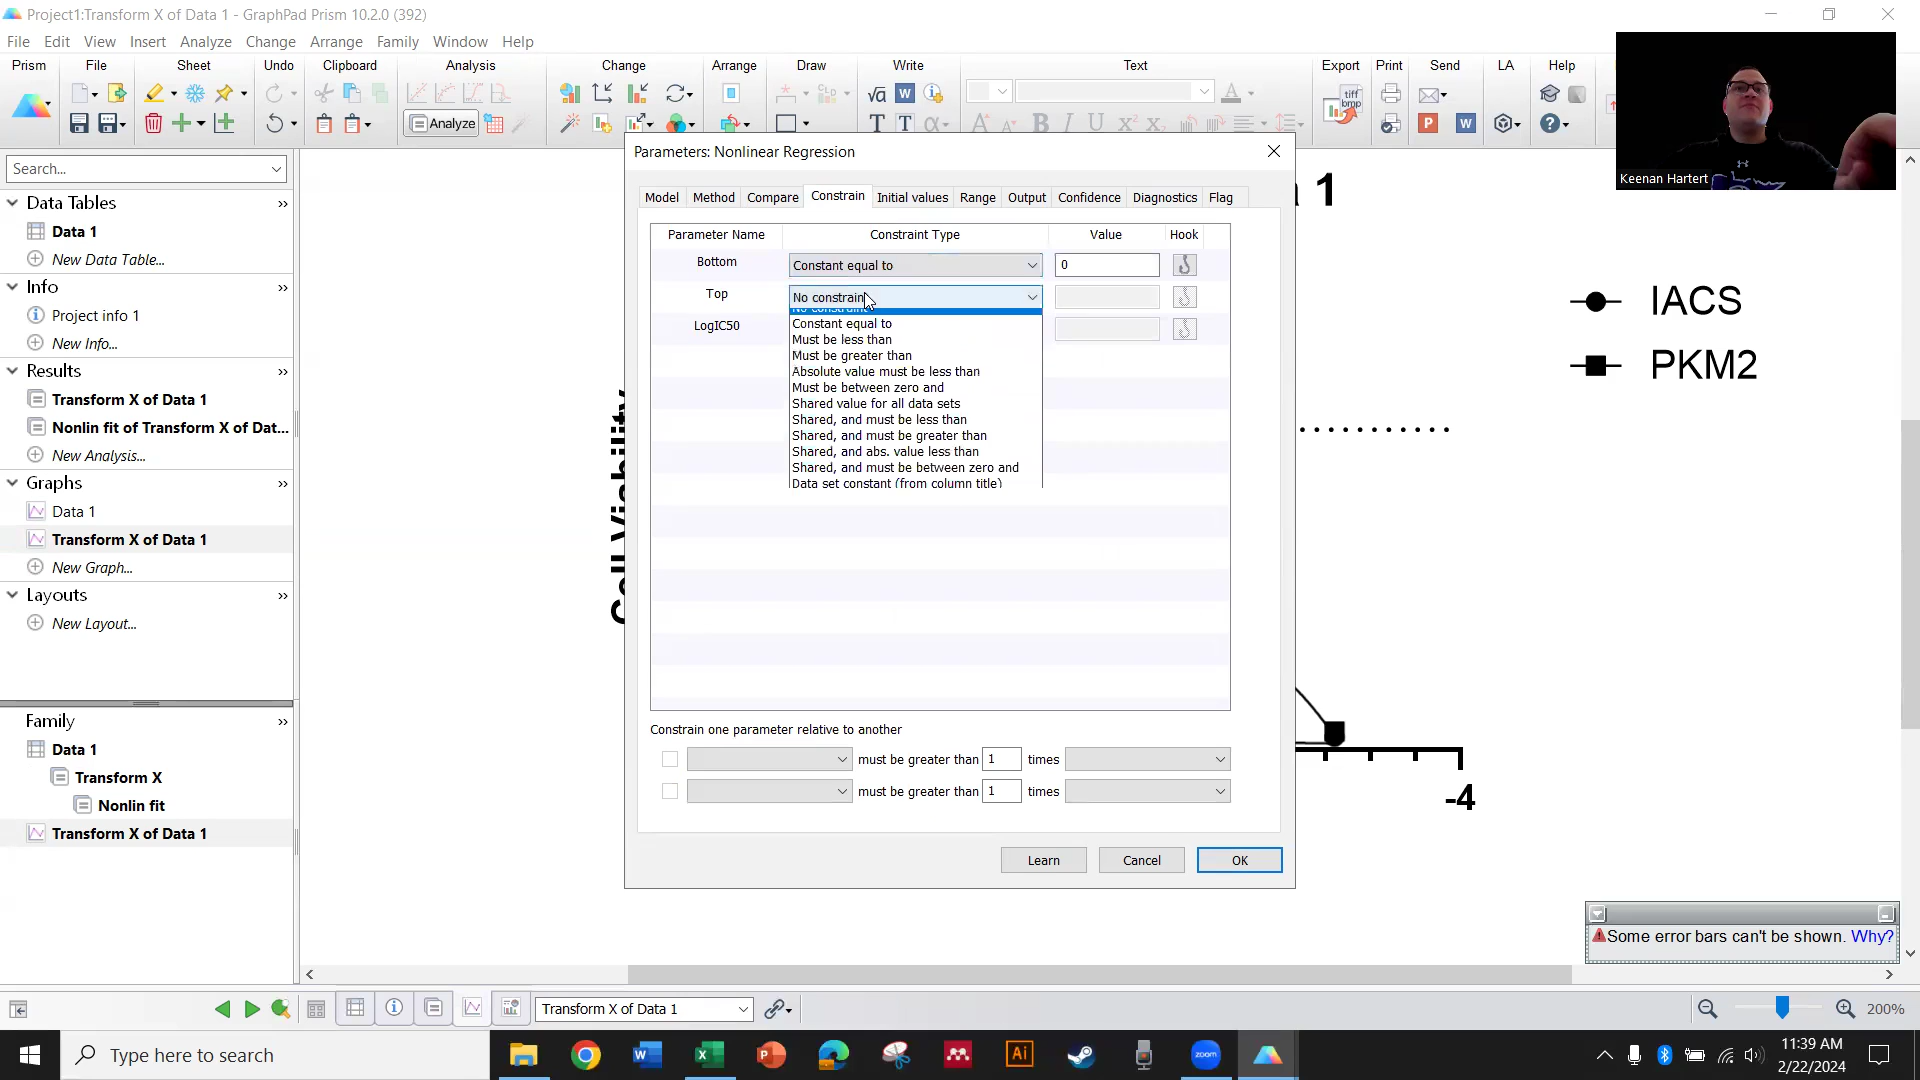 Project1:Transform X of Data 1 - GraphPad Prism 10.2.0 (392)
File Edit View Insert Analyze Change Arrange Family Window Help
Prism File Sheet Undo Clipboard Analysis Change Arrange Draw Write Text Export Print Send LA Help
Analyze
Search...
Data Tables
Data 1
New Data Table...
Info
Project info 1
New Info...
Results
Transform X of Data 1
Nonlin fit of Transform X of Dat...
New Analysis...
Graphs
Data 1
Transform X of Data 1
New Graph...
Layouts
New Layout...
Family
Data 1
Transform X
Nonlin fit
Transform X of Data 1
Parameters: Nonlinear Regression
Model Method Compare Constrain Initial values Range Output Confidence Diagnostics Flag
Parameter Name Constraint Type Value Hook
Bottom Constant equal to 0
Top No constraint
LogIC50
No constraint
Constant equal to
Must be less than
Must be greater than
Absolute value must be less than
Must be between zero and
Shared value for all data sets
Shared, and must be less than
Shared, and must be greater than
Shared, and abs. value less than
Shared, and must be between zero and
Data set constant (from column title)
Constrain one parameter relative to another
must be greater than 1 times
must be greater than 1 times
Learn Cancel OK
Cell Viability
1
IACS
PKM2
-4
Keenan Hartert
Some error bars can't be shown. Why?
Transform X of Data 1
200%
Type here to search
zoom
11:39 AM
2/22/2024